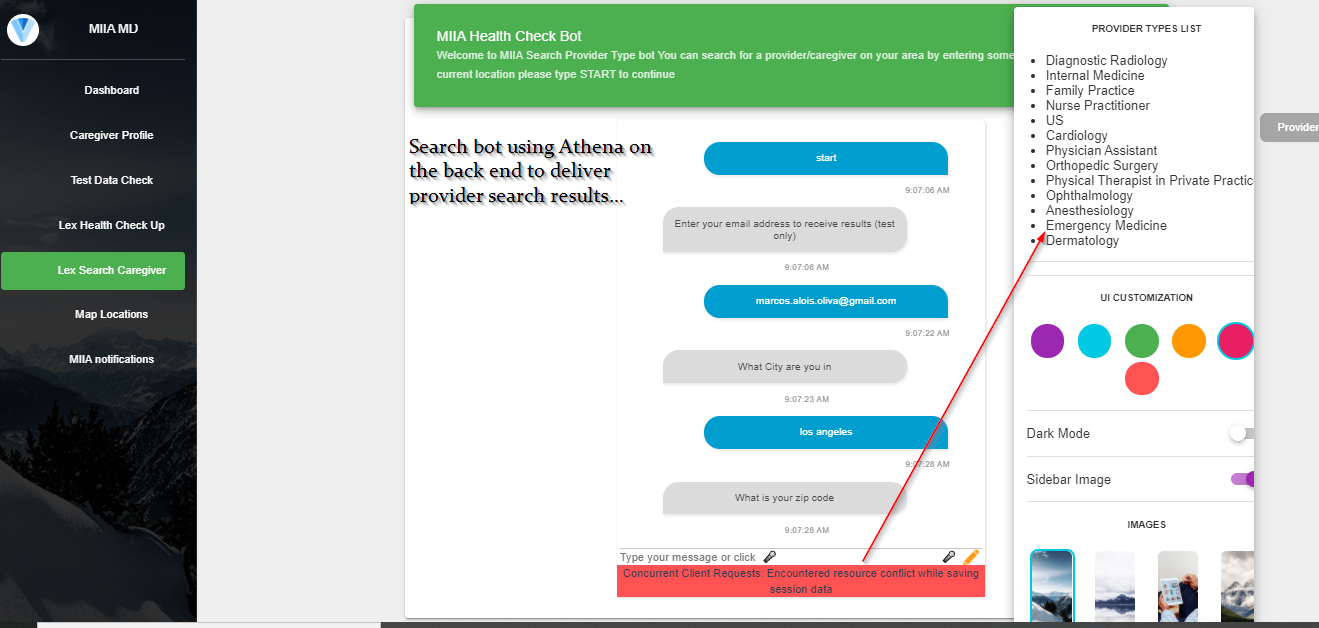 MIIA MD
Dashboard
Caregiver Profile
Test Data Check
Lex Health Check Up
Lex Search Caregiver
Map Locations
MIIA notifications
MIIA Health Check Bot
Welcome to MIIA Search Provider Type bot You can search for a provider/caregiver on your area by entering some
current location please type START to continue
Search bot using Athena on
the back end to deliver
provider search results...
start
9:07:06 AM
Enter your email address to receive results (test
only)
9:07:06 AM
marcos.alois.oliva@gmail.com
9:07:22 AM
What City are you in
9:07:23 AM
los angeles
9:07:28 AM
What is your zip code
9:07:28 AM
Type your message or click
Concurrent Client Requests: Encountered resource conflict while saving
session data
PROVIDER TYPES LIST
Diagnostic Radiology
Internal Medicine
Family Practice
Nurse Practitioner
US
Cardiology
Physician Assistant
Orthopedic Surgery
Physical Therapist in Private Practic
Ophthalmology
Anesthesiology
Emergency Medicine
Dermatology
UI CUSTOMIZATION
Dark Mode
Sidebar Image
IMAGES
Provider